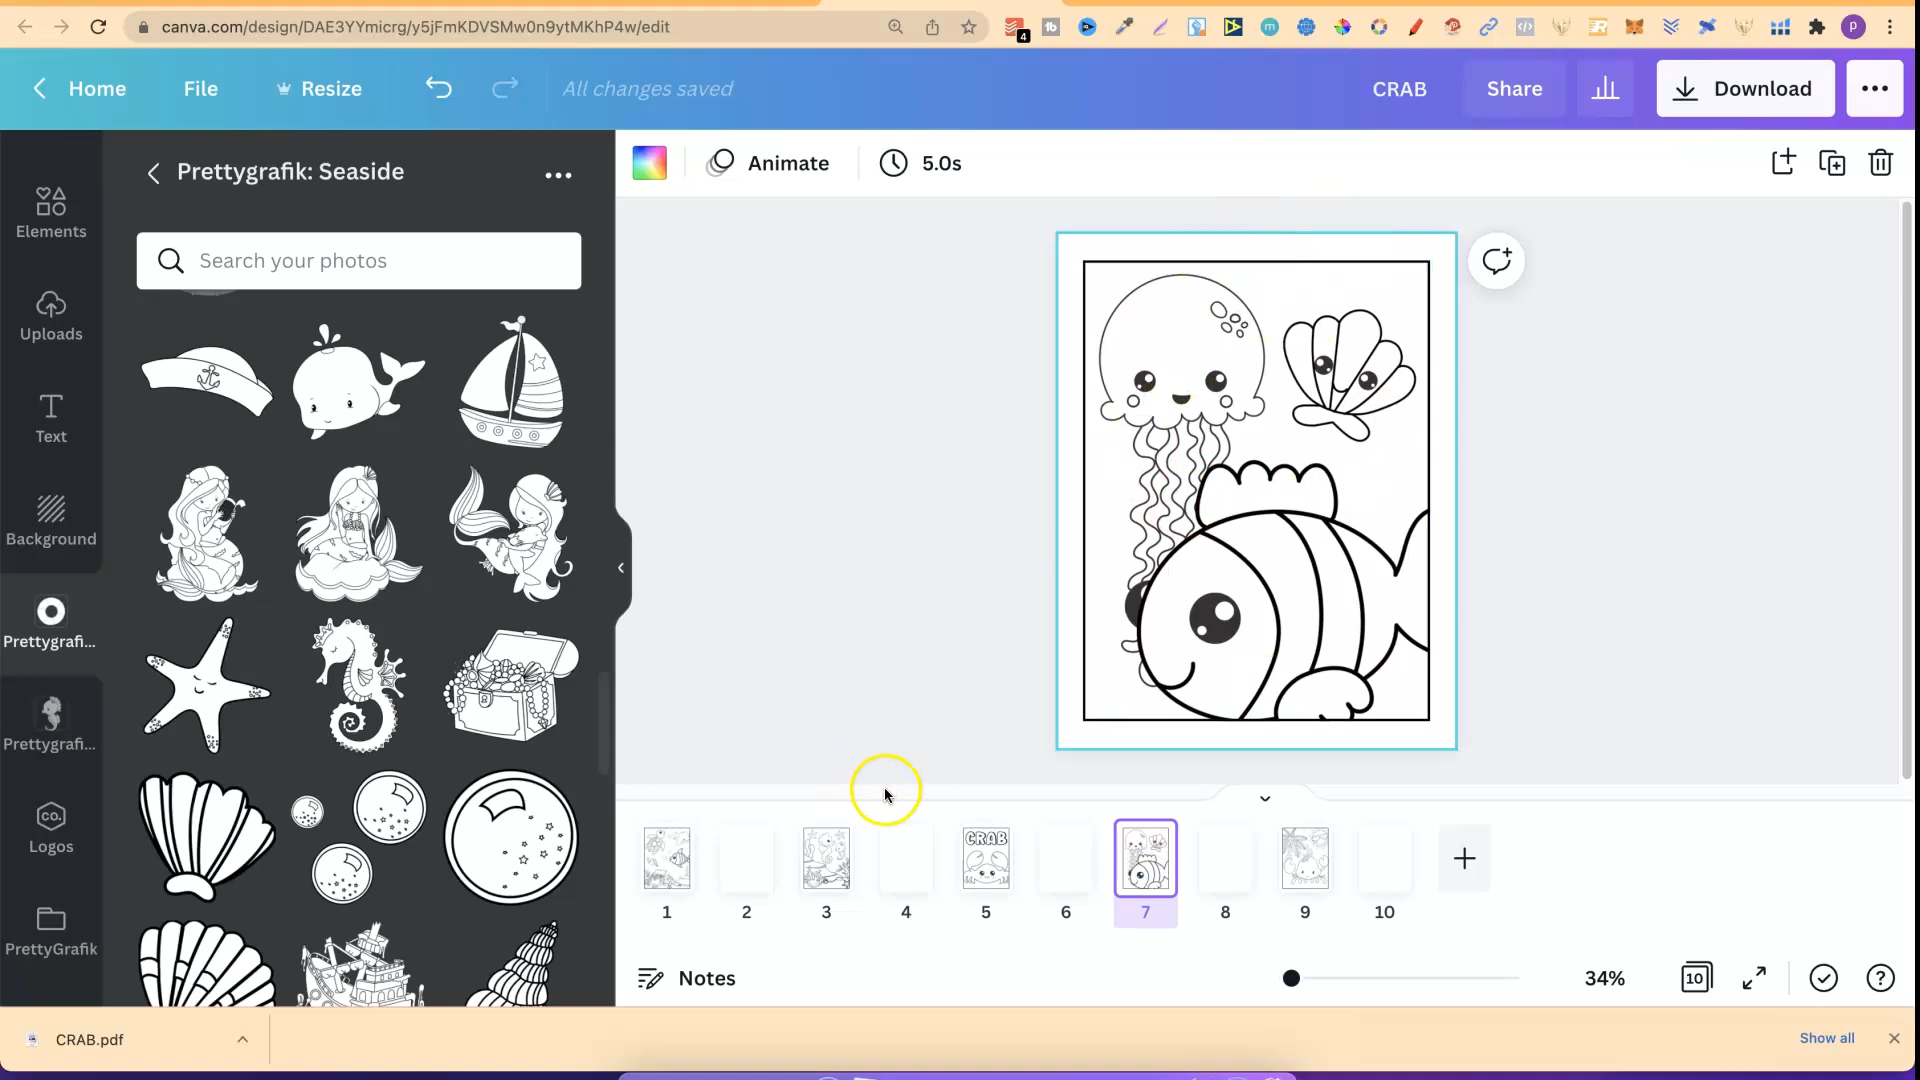 canva.com/design/DAE3YYmicrg/y5jFmKDVSMw0n9ytMKhP4w/edit
4
P
Home
File
Resize
All changes saved
CRAB
Share
Download
Prettygrafik: Seaside
Search your photos
Elements
Uploads
Text
Background
Prettygrafi...
Prettygrafi...
co.
Logos
PrettyGrafik
Animate
5.0s
CRAB
1
2
3
4
5
6
7
8
9
10
Notes
34%
10
CRAB.pdf
Show all